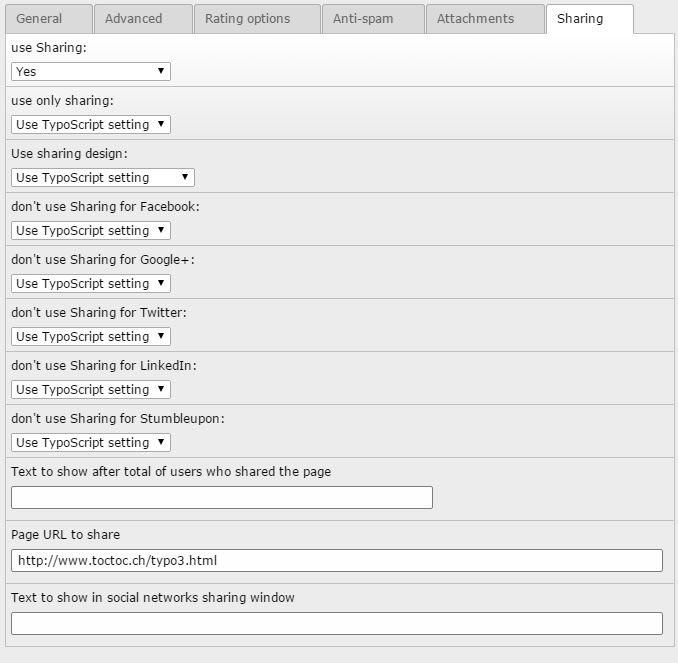 General Advanced Rating options Anti-spam Attachments Sharing
use Sharing:
Yes
use only sharing:
Use TypoScript setting
Use sharing design:
Use TypoScript setting
don't use Sharing for Facebook:
Use TypoScript setting
don't use Sharing for Google+:
Use TypoScript setting
don't use Sharing for Twitter:
Use TypoScript setting
don't use Sharing for LinkedIn:
Use TypoScript setting
don't use Sharing for Stumbleupon:
Use TypoScript setting
Text to show after total of users who shared the page
Page URL to share
http://www.toctoc.ch/typo3.html
Text to show in social networks sharing window